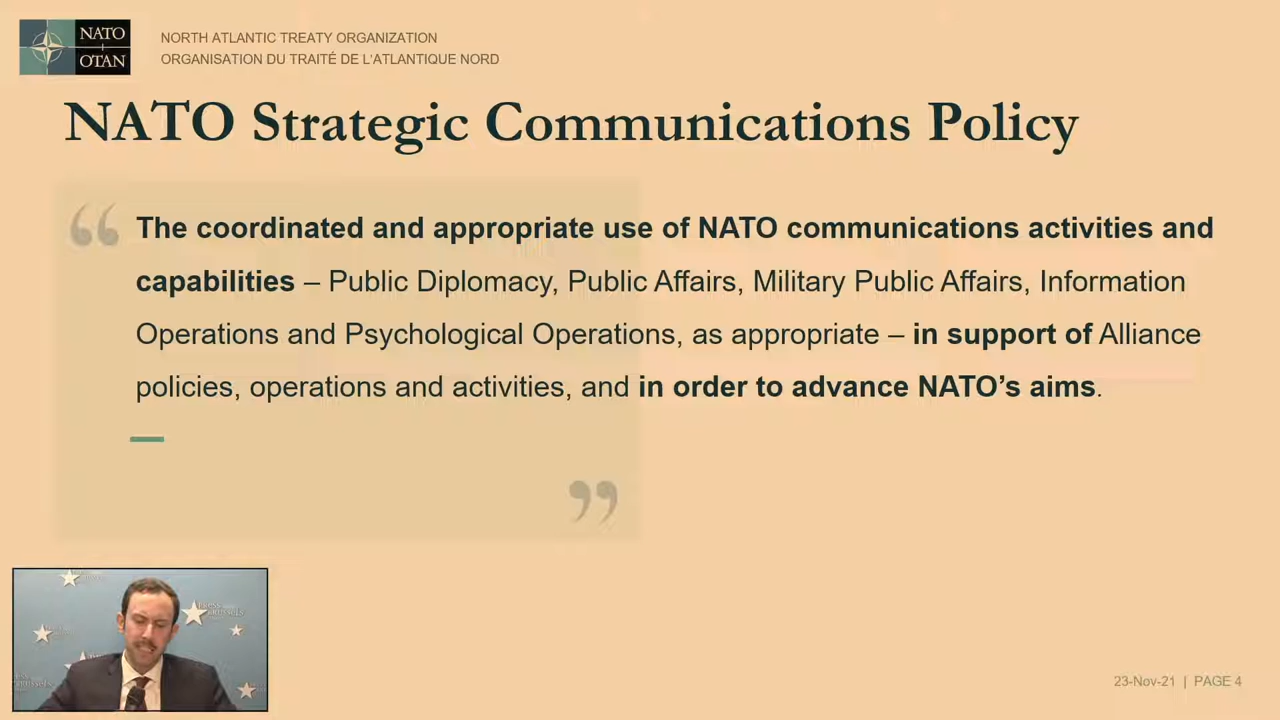 NATO
OTAN
NORTH ATLANTIC TREATY ORGANIZATION
ORGANISATION DU TRAITÉ DE L'ATLANTIQUE NORD
NATO Strategic Communications Policy
“
The coordinated and appropriate use of NATO communications activities and
capabilities – Public Diplomacy, Public Affairs, Military Public Affairs, Information
Operations and Psychological Operations, as appropriate – in support of Alliance
policies, operations and activities, and in order to advance NATO’s aims.
”
23-Nov-21 | PAGE 4